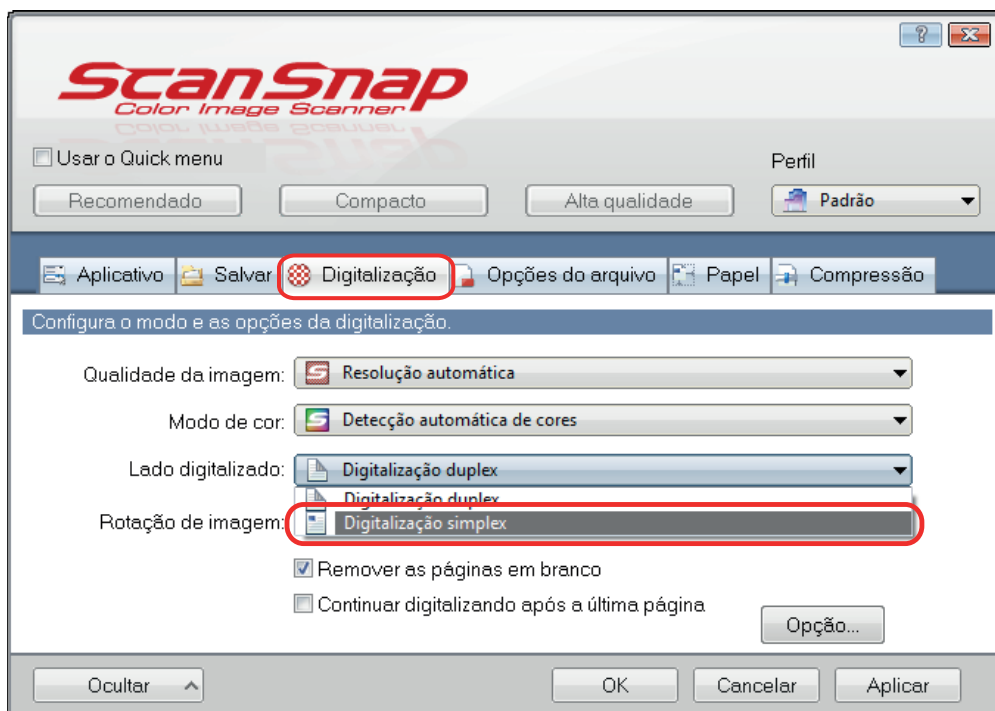 ScanSnap
Color Image Scanner
Usar o Quick menu
Perfil
Recomendado Compacto Alta qualidade Padrão
Aplicativo Salvar Digitalização Opções do arquivo Papel Compressão
Configura o modo e as opções da digitalização.
Qualidade da imagem: Resolução automática
Modo de cor: Detecção automática de cores
Lado digitalizado: Digitalização duplex
Digitalização duplex
Rotação de imagem: Digitalização simplex
Remover as páginas em branco
Continuar digitalizando após a última página
Opção...
Ocultar OK Cancelar Aplicar